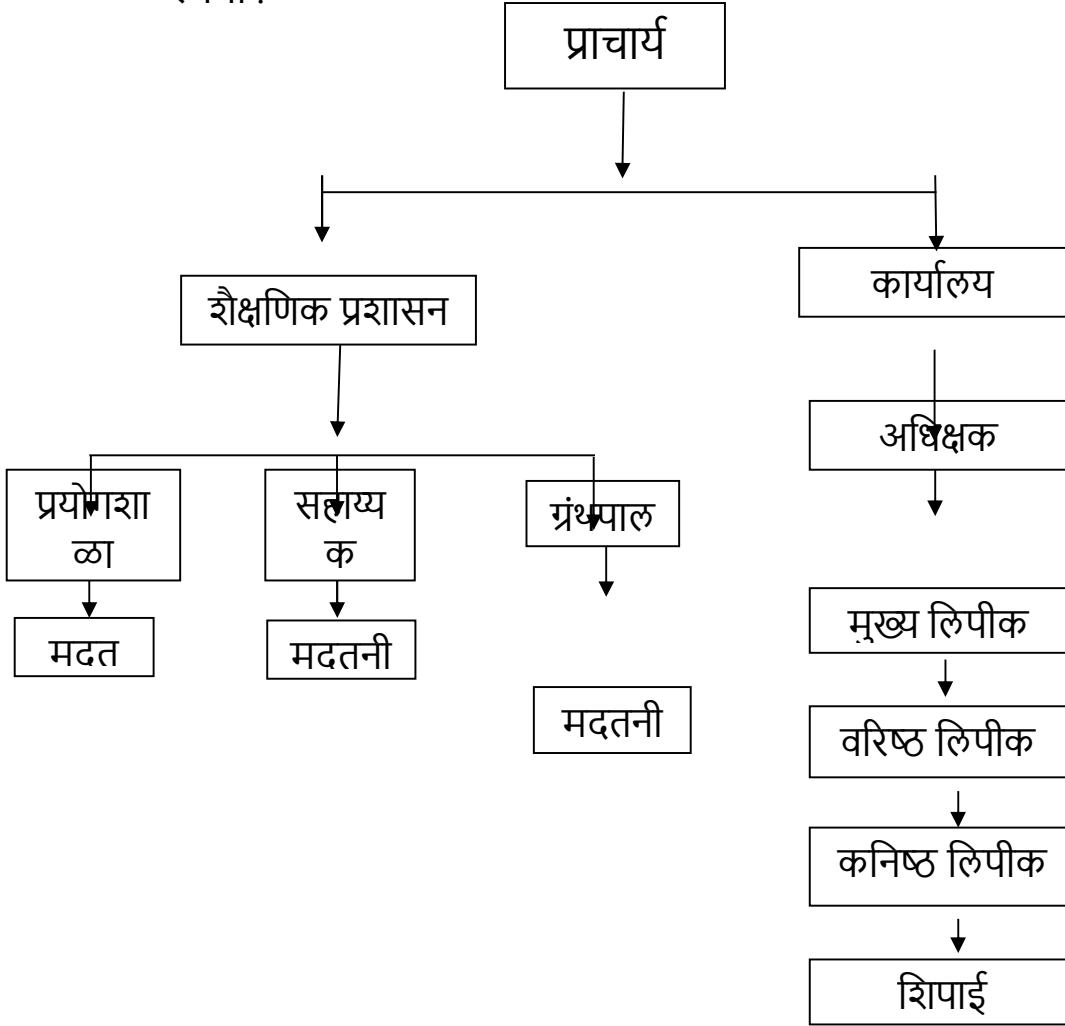 प्राचार्य
शैक्षणिक प्रशासन
कार्यालय
अधिक्षक
प्रयोगशा
ळा
सहाय्य
क
ग्रंथपाल
मदत
मदतनी
मदतनी
मुख्य लिपीक
वरिष्ठ लिपीक
कनिष्ठ लिपीक
शिपाई